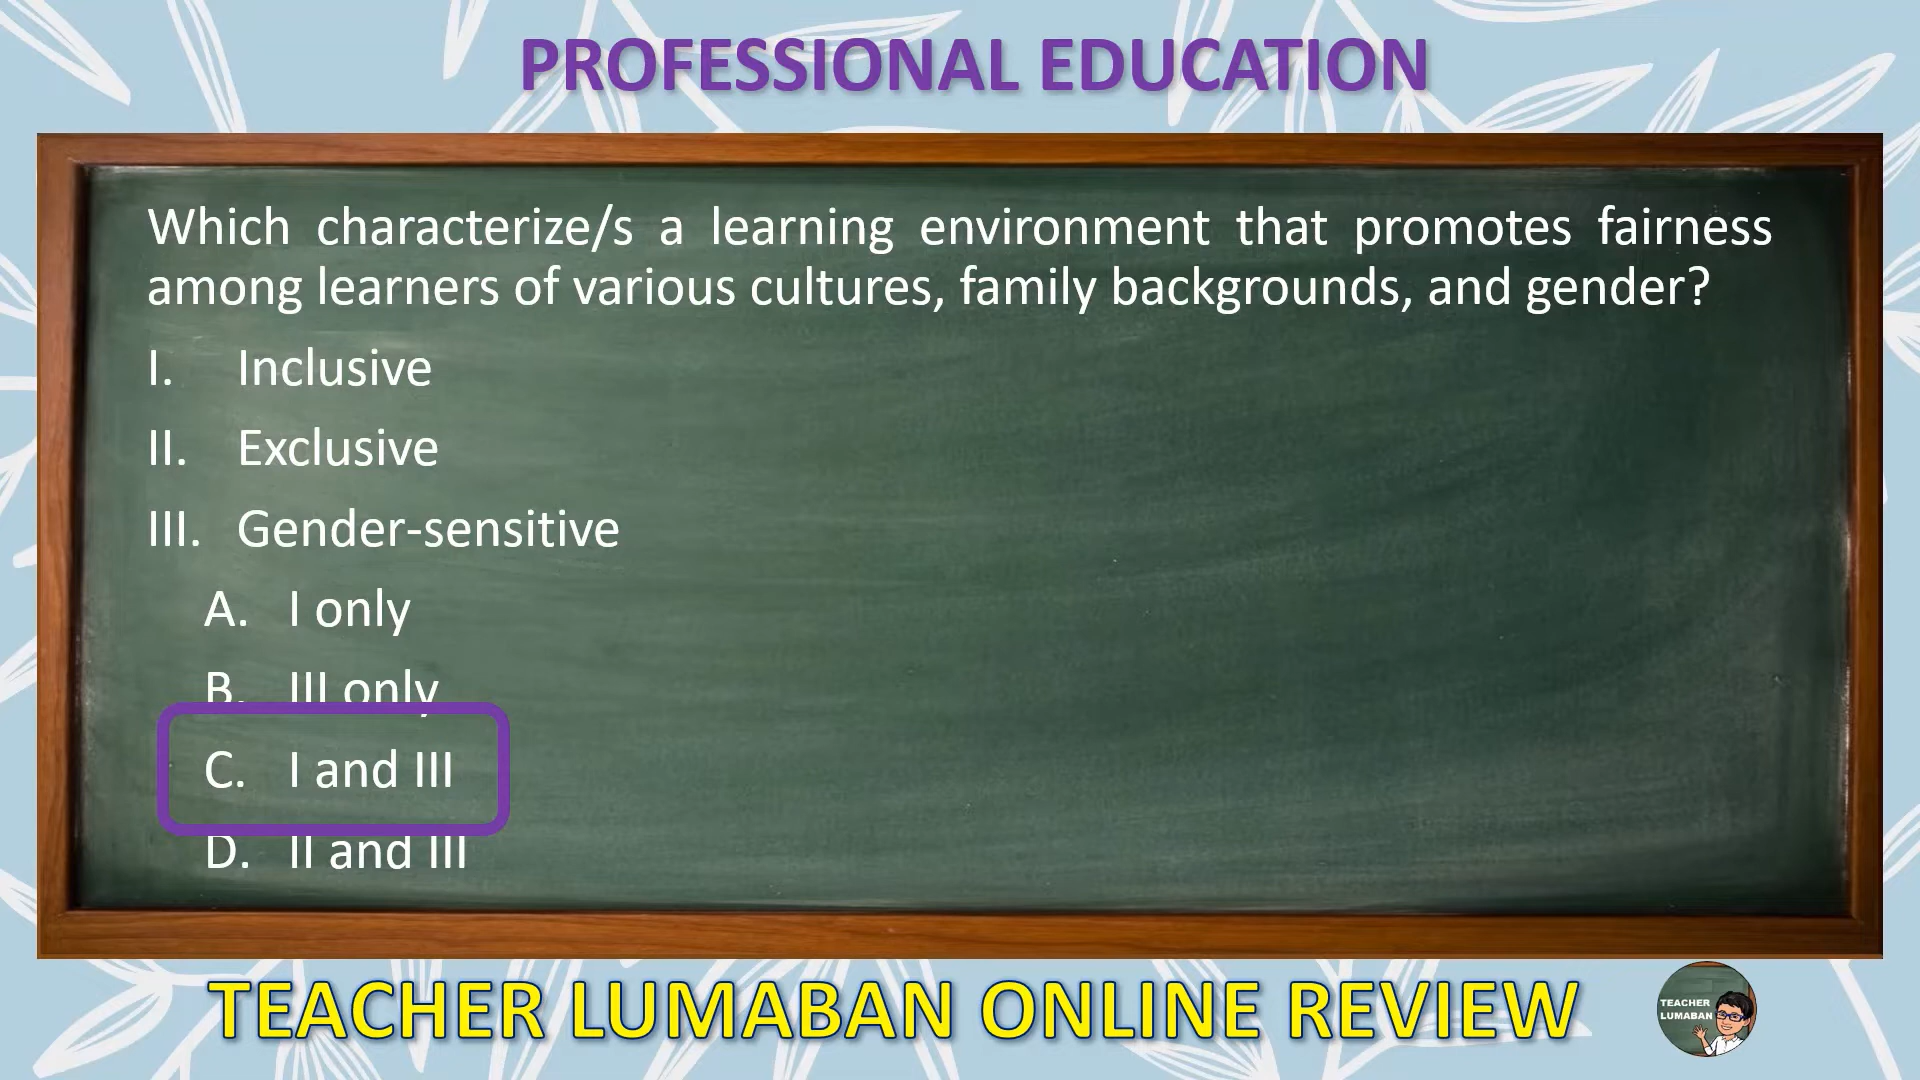 PROFESSIONAL EDUCATION
Which characterize/s a learning environment that promotes fairness
among learners of various cultures, family backgrounds, and gender?
I. Inclusive
II. Exclusive
III. Gender-sensitive
A. I only
B. III only
C. I and III
D. II and III
TEACHER LUMABAN ONLINE REVIEW
TEACHER
LUMABAN